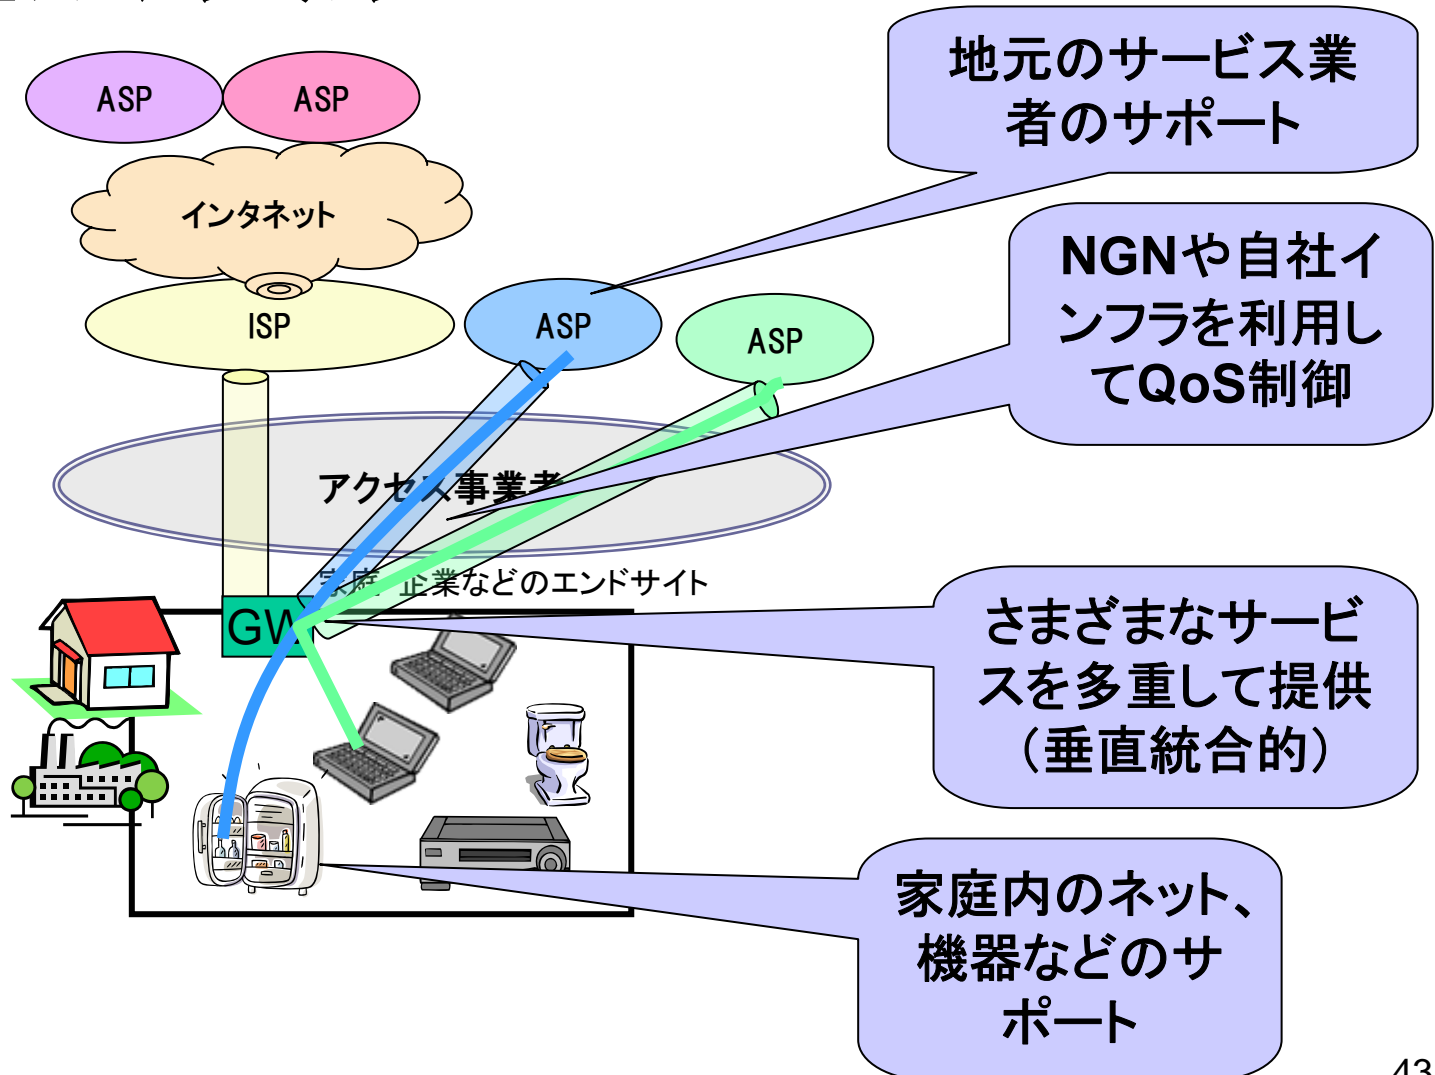 地元のサービス業
者のサポート
ASP
ASP
インタネット
NGNや自社イ
ンフラを利用し
てQoS制御
ISP
ASP
ASP
アクセス事業者
家庭 企業などのエンドサイト
GW
さまざまなサービ
スを多重して提供
（垂直統合的）
家庭内のネット、
機器などのサ
ポート
43